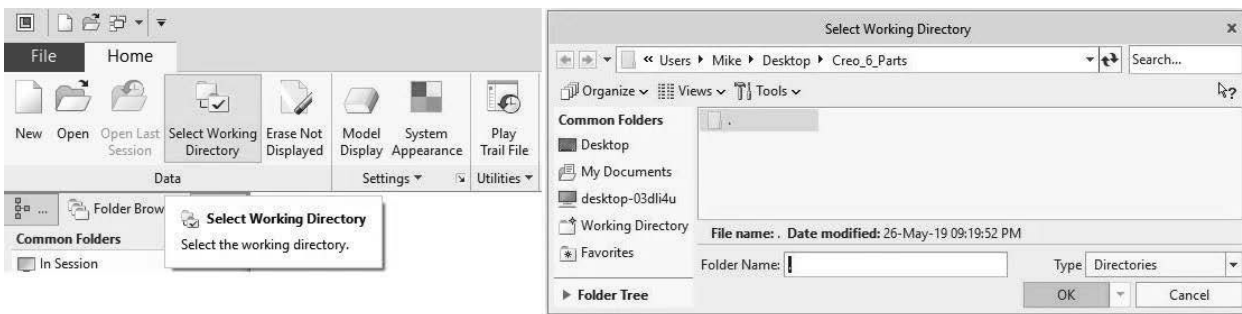 File Home
New Open Open Last Session Select Working Directory Erase Not Displayed Model Display System Appearance Play Trail File
Data Settings Utilities
... Folder Brow
Common Folders
In Session
Select Working Directory
Select the working directory.
Select Working Directory x
« Users Mike Desktop Creo_6_Parts Search...
Organize Views Tools
Common Folders .
Desktop
My Documents
desktop-03dli4u
Working Directory
Favorites
Folder Tree
File name: . Date modified: 26-May-19 09:19:52 PM
Folder Name: . Type Directories
OK Cancel